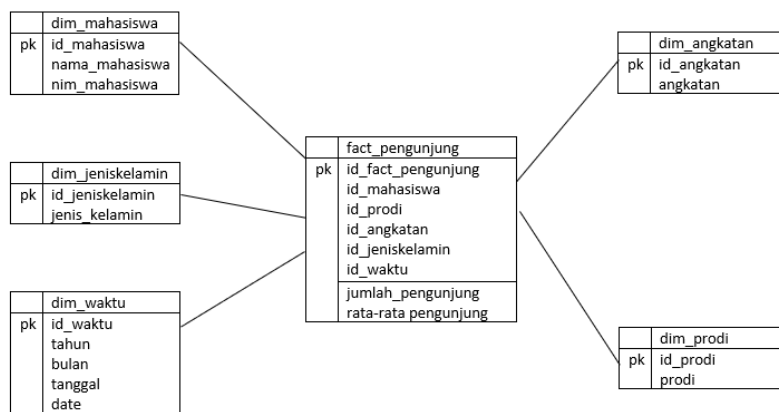 dim_mahasiswa
pk id_mahasiswa
nama_mahasiswa
nim_mahasiswa
dim_jeniskelamin
pk id_jeniskelamin
jenis_kelamin
dim_waktu
pk id_waktu
tahun
bulan
tanggal
date
fact_pengunjung
pk id_fact_pengunjung
id_mahasiswa
id_prodi
id_angkatan
id_jeniskelamin
id_waktu
jumlah_pengunjung
rata-rata pengunjung
dim_angkatan
pk id_angkatan
angkatan
dim_prodi
pk id_prodi
prodi